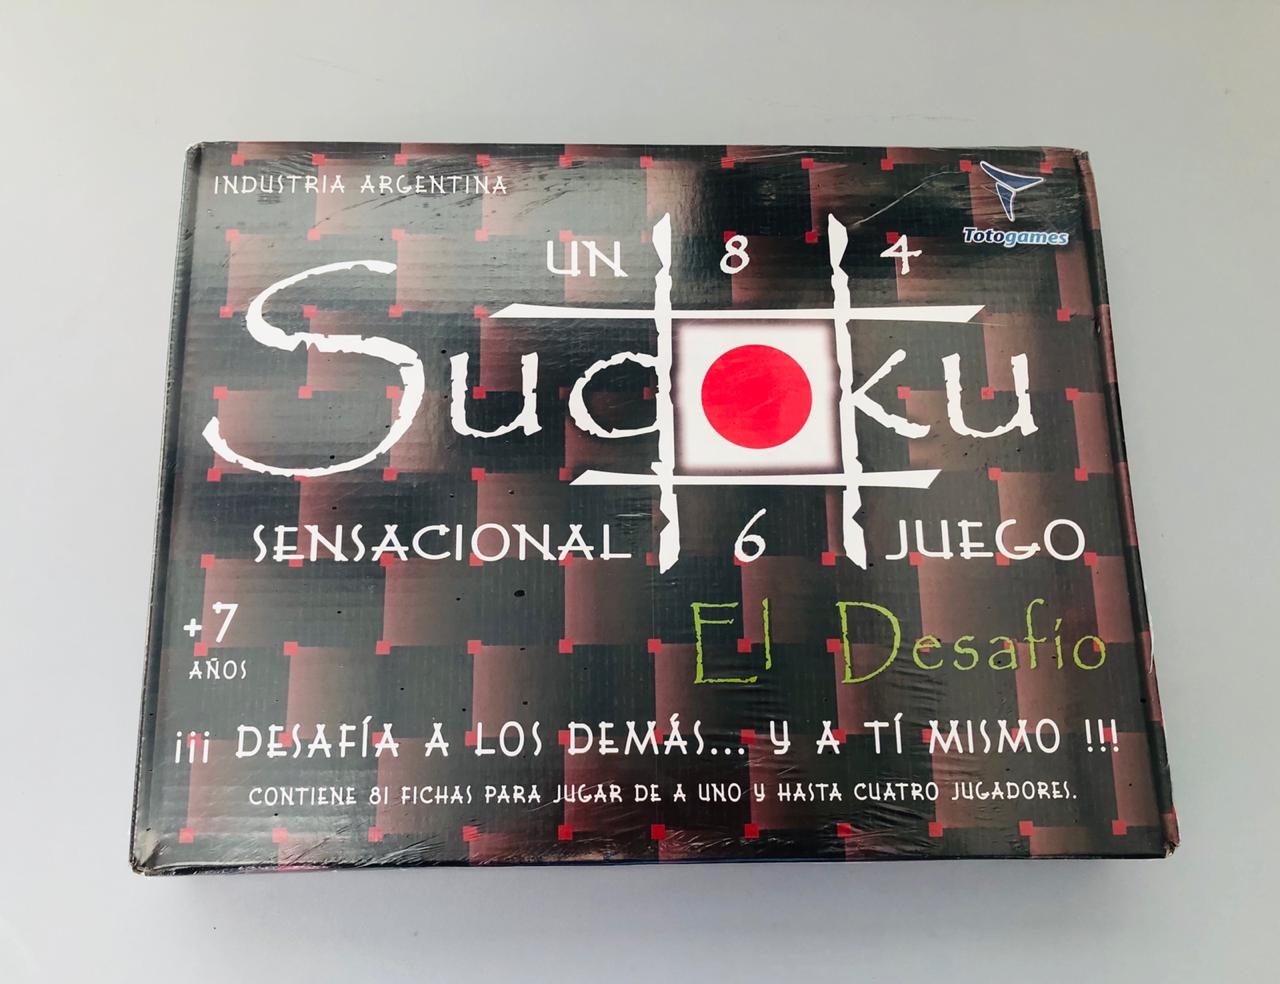 INDUSTRIA ARGENTINA
Totogames
UN 8 4
Sudoku
SENSACIONAL 6 JUEGO
+7
AÑOS
El Desafío
¡¡¡ DESAFÍA A LOS DEMÁS... Y A TÍ MISMO !!!
CONTIENE 81 FICHAS PARA JUGAR DE A UNO Y HASTA CUATRO JUGADORES.